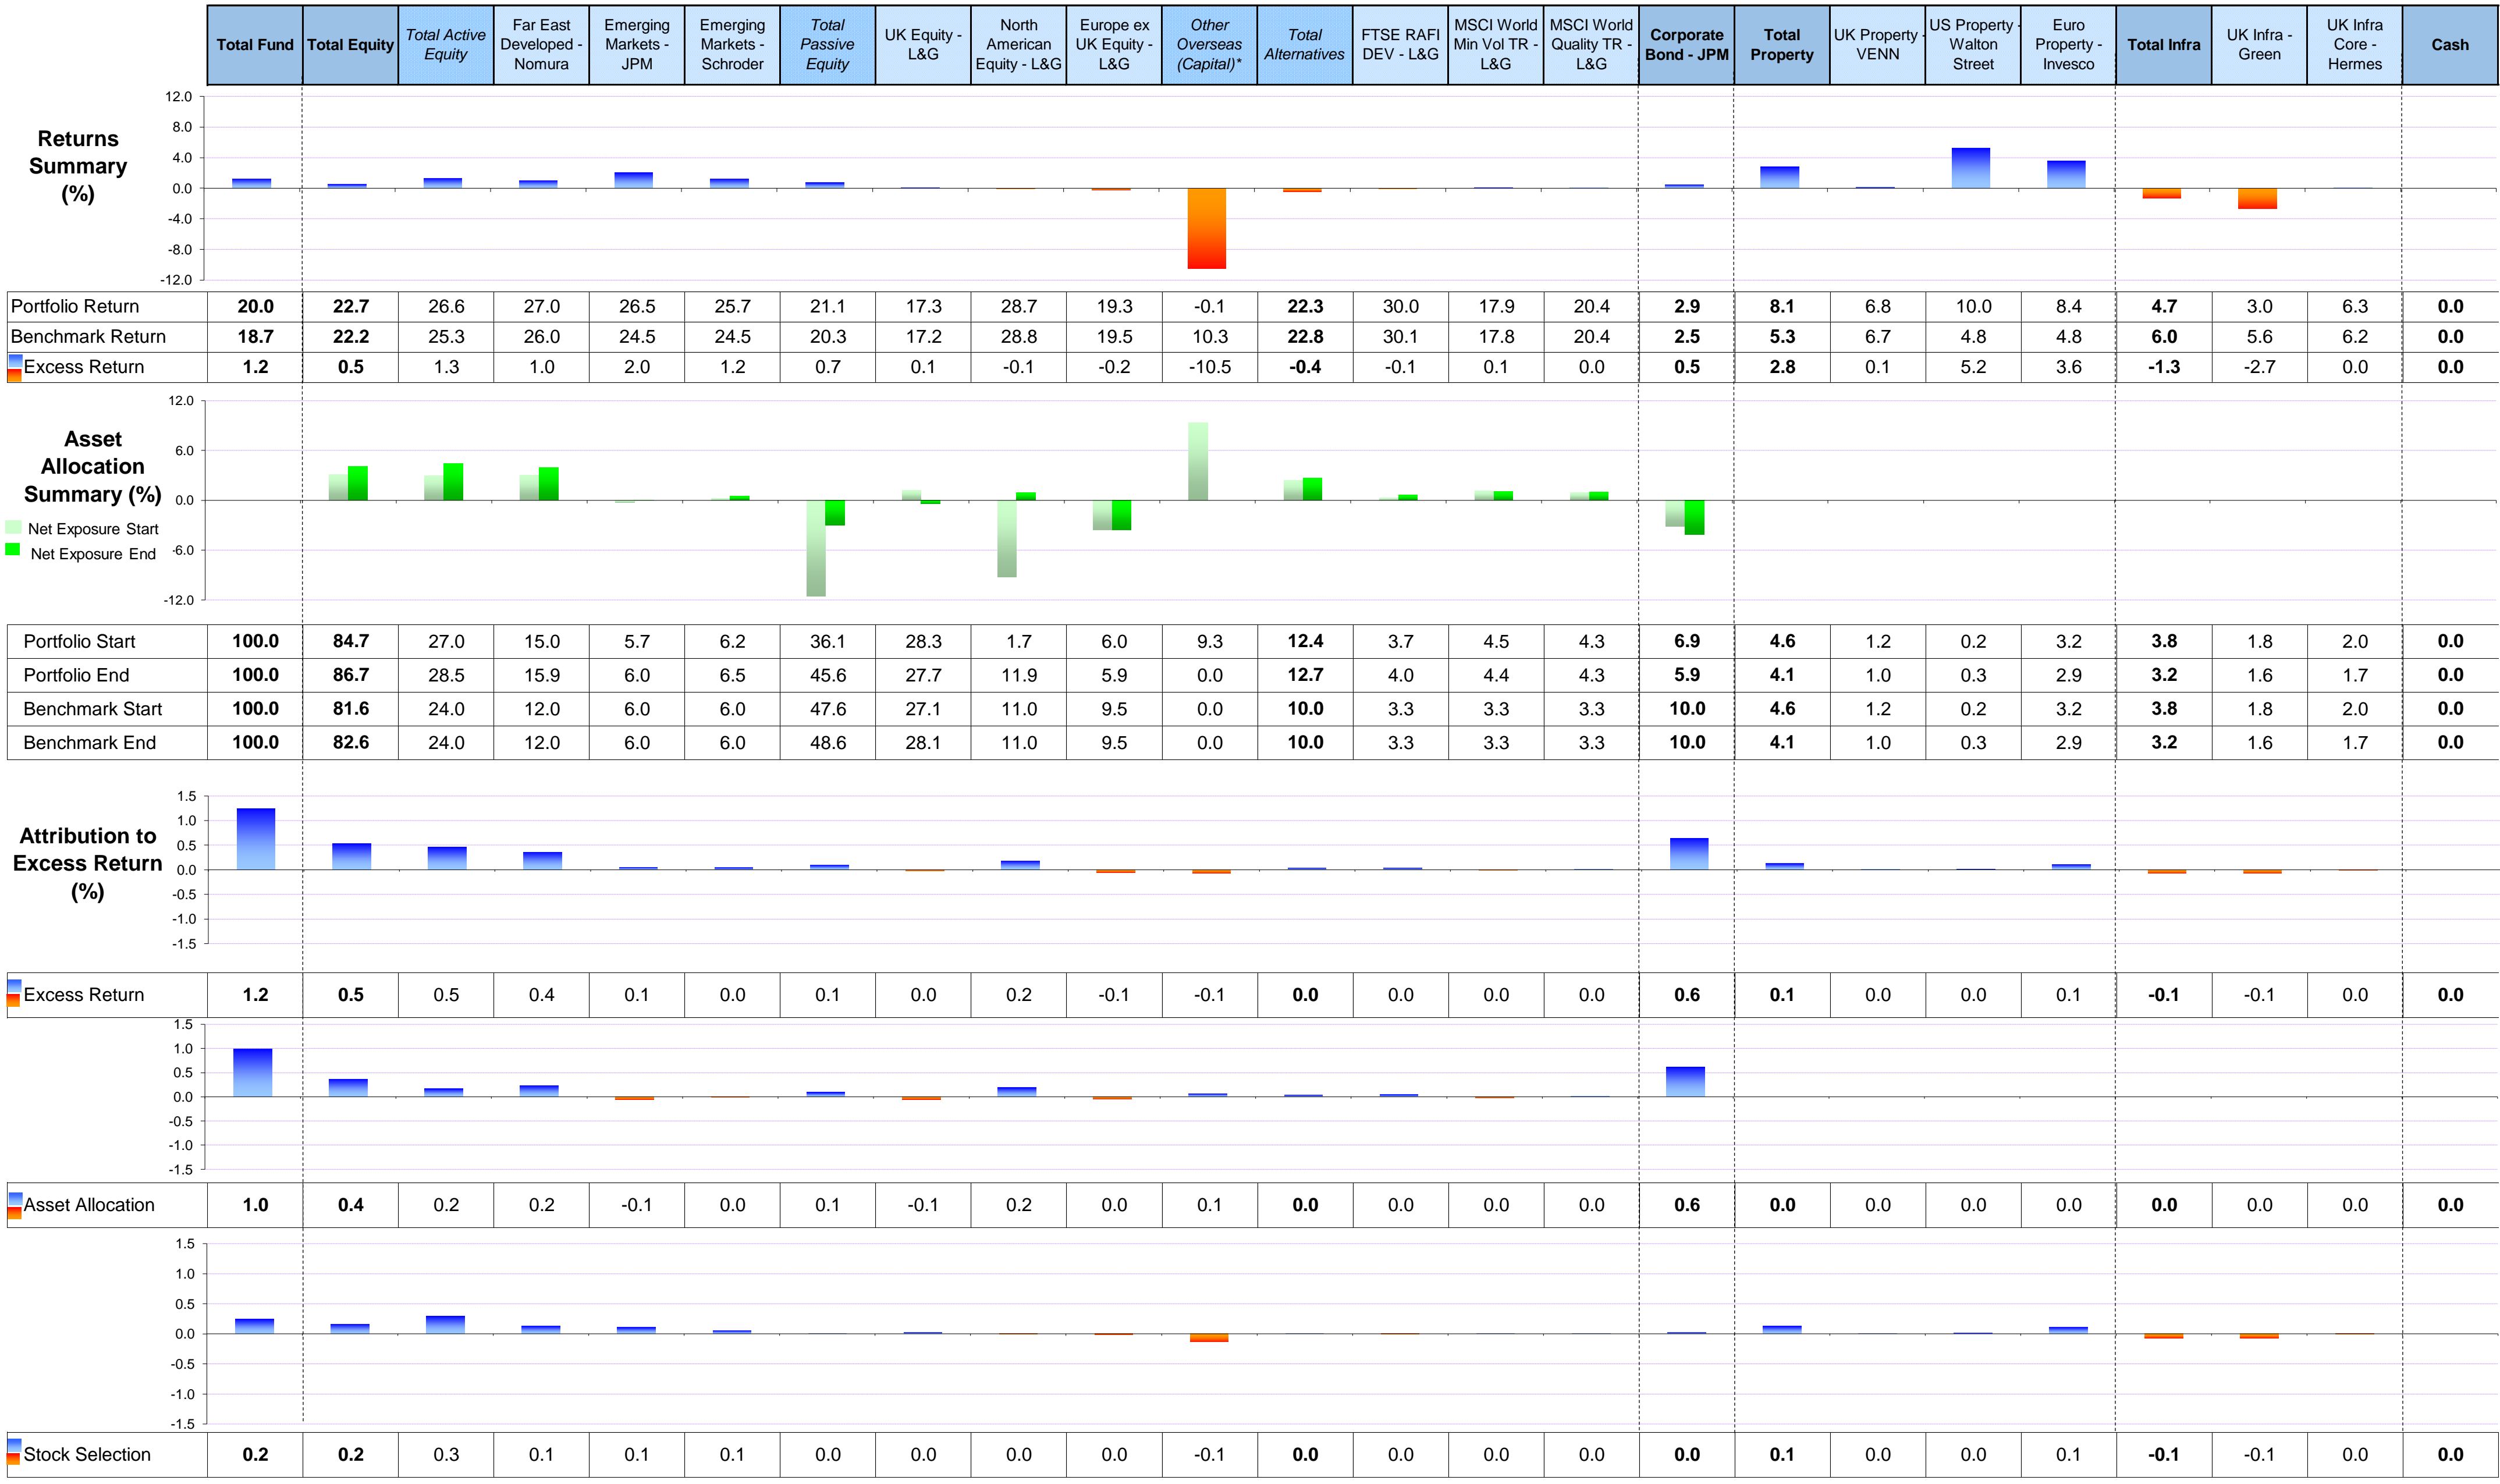 Total Fund Total Equity Total Active Equity Far East Developed - Nomura Emerging Markets - JPM Emerging Markets - Schroder Total Passive Equity UK Equity - L&G North American Equity - L&G Europe ex UK Equity - L&G Other Overseas (Capital)* Total Alternatives FTSE RAFI DEV - L&G MSCI World Min Vol TR - L&G MSCI World Quality TR - L&G Corporate Bond - JPM Total Property UK Property - VENN US Property - Walton Street Euro Property - Invesco Total Infra UK Infra - Green UK Infra Core - Hermes Cash
Returns
Summary
(%)
12.0
8.0
4.0
0.0
-4.0
-8.0
-12.0
Portfolio Return 20.0 22.7 26.6 27.0 26.5 25.7 21.1 17.3 28.7 19.3 -0.1 22.3 30.0 17.9 20.4 2.9 8.1 6.8 10.0 8.4 4.7 3.0 6.3 0.0
Benchmark Return 18.7 22.2 25.3 26.0 24.5 24.5 20.3 17.2 28.8 19.5 10.3 22.8 30.1 17.8 20.4 2.5 5.3 6.7 4.8 4.8 6.0 5.6 6.2 0.0
Excess Return 1.2 0.5 1.3 1.0 2.0 1.2 0.7 0.1 -0.1 -0.2 -10.5 -0.4 -0.1 0.1 0.0 0.5 2.8 0.1 5.2 3.6 -1.3 -2.7 0.0 0.0
Asset
Allocation
Summary (%)
Net Exposure Start
Net Exposure End
12.0
6.0
0.0
-6.0
-12.0
Portfolio Start 100.0 84.7 27.0 15.0 5.7 6.2 36.1 28.3 1.7 6.0 9.3 12.4 3.7 4.5 4.3 6.9 4.6 1.2 0.2 3.2 3.8 1.8 2.0 0.0
Portfolio End 100.0 86.7 28.5 15.9 6.0 6.5 45.6 27.7 11.9 5.9 0.0 12.7 4.0 4.4 4.3 5.9 4.1 1.0 0.3 2.9 3.2 1.6 1.7 0.0
Benchmark Start 100.0 81.6 24.0 12.0 6.0 6.0 47.6 27.1 11.0 9.5 0.0 10.0 3.3 3.3 3.3 10.0 4.6 1.2 0.2 3.2 3.8 1.8 2.0 0.0
Benchmark End 100.0 82.6 24.0 12.0 6.0 6.0 48.6 28.1 11.0 9.5 0.0 10.0 3.3 3.3 3.3 10.0 4.1 1.0 0.3 2.9 3.2 1.6 1.7 0.0
Attribution to
Excess Return
(%)
1.5
1.0
0.5
0.0
-0.5
-1.0
-1.5
Excess Return 1.2 0.5 0.5 0.4 0.1 0.0 0.1 0.0 0.2 -0.1 -0.1 0.0 0.0 0.0 0.0 0.6 0.1 0.0 0.0 0.1 -0.1 -0.1 0.0 0.0
1.5
1.0
0.5
0.0
-0.5
-1.0
-1.5
Asset Allocation 1.0 0.4 0.2 0.2 -0.1 0.0 0.1 -0.1 0.2 0.0 0.1 0.0 0.0 0.0 0.0 0.6 0.0 0.0 0.0 0.0 0.0 0.0 0.0 0.0
1.5
1.0
0.5
0.0
-0.5
-1.0
-1.5
Stock Selection 0.2 0.2 0.3 0.1 0.1 0.1 0.0 0.0 0.0 0.0 -0.1 0.0 0.0 0.0 0.0 0.0 0.1 0.0 0.0 0.1 -0.1 -0.1 0.0 0.0